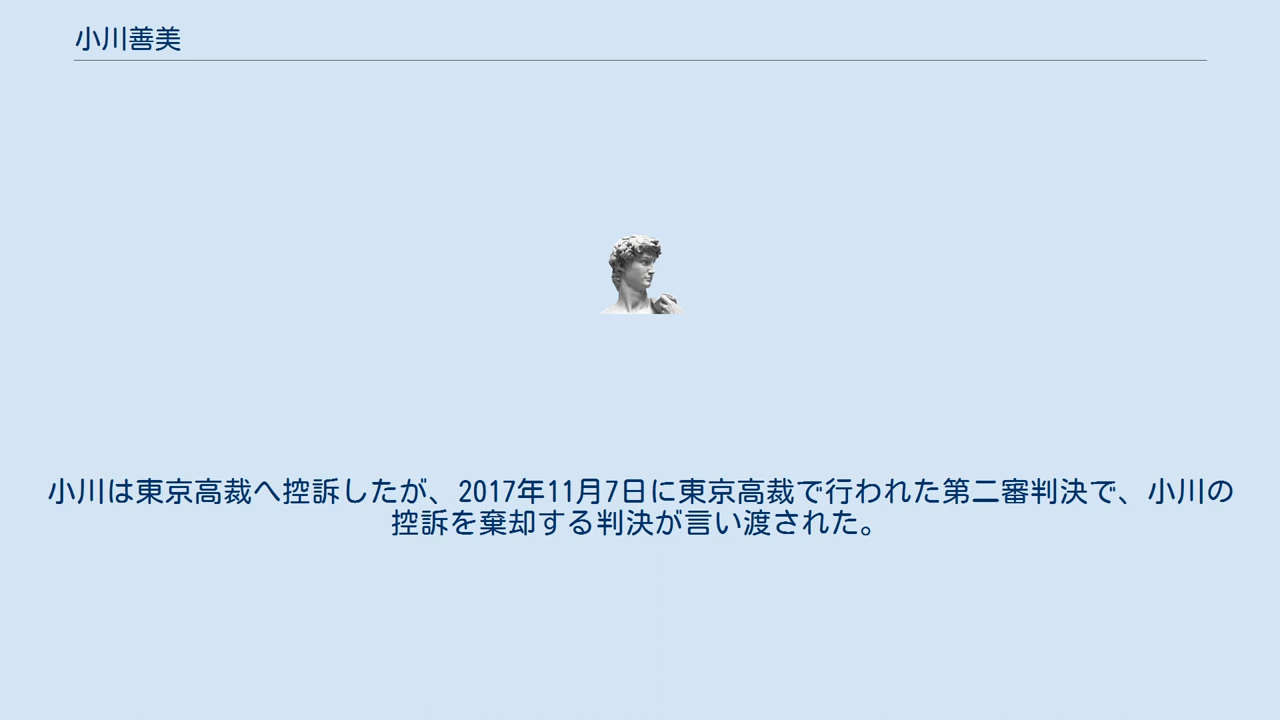 小川善美
小川は東京高裁へ控訴したが、2017年11月7日に東京高裁で行われた第二審判決で、小川の
控訴を棄却する判決が言い渡された。